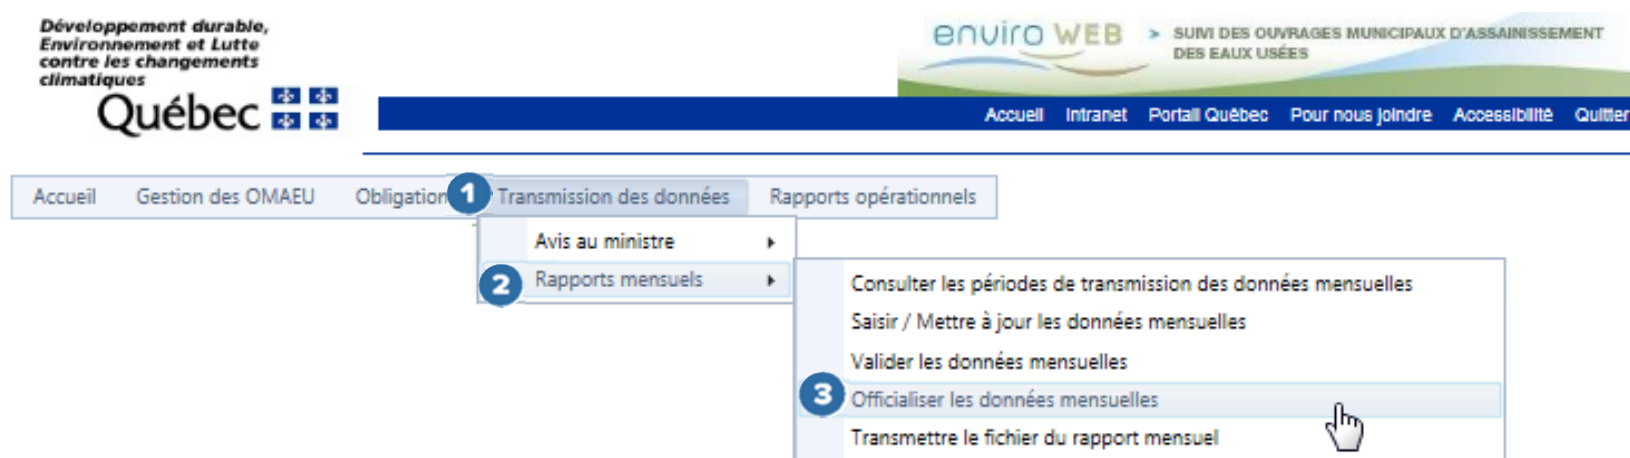 Développement durable,
Environnement et Lutte
contre les changements
climatiques
Québec
enviro WEB > SUIVI DES OUVRAGES MUNICIPAUX D'ASSAINISSEMENT
DES EAUX USÉES
Accueil Intranet Portail Québec Pour nous joindre Accessibilité Quitter
Accueil Gestion des OMAEU Obligation 1 Transmission des données Rapports opérationnels
Avis au ministre
2 Rapports mensuels
Consulter les périodes de transmission des données mensuelles
Saisir / Mettre à jour les données mensuelles
Valider les données mensuelles
3 Officialiser les données mensuelles
Transmettre le fichier du rapport mensuel